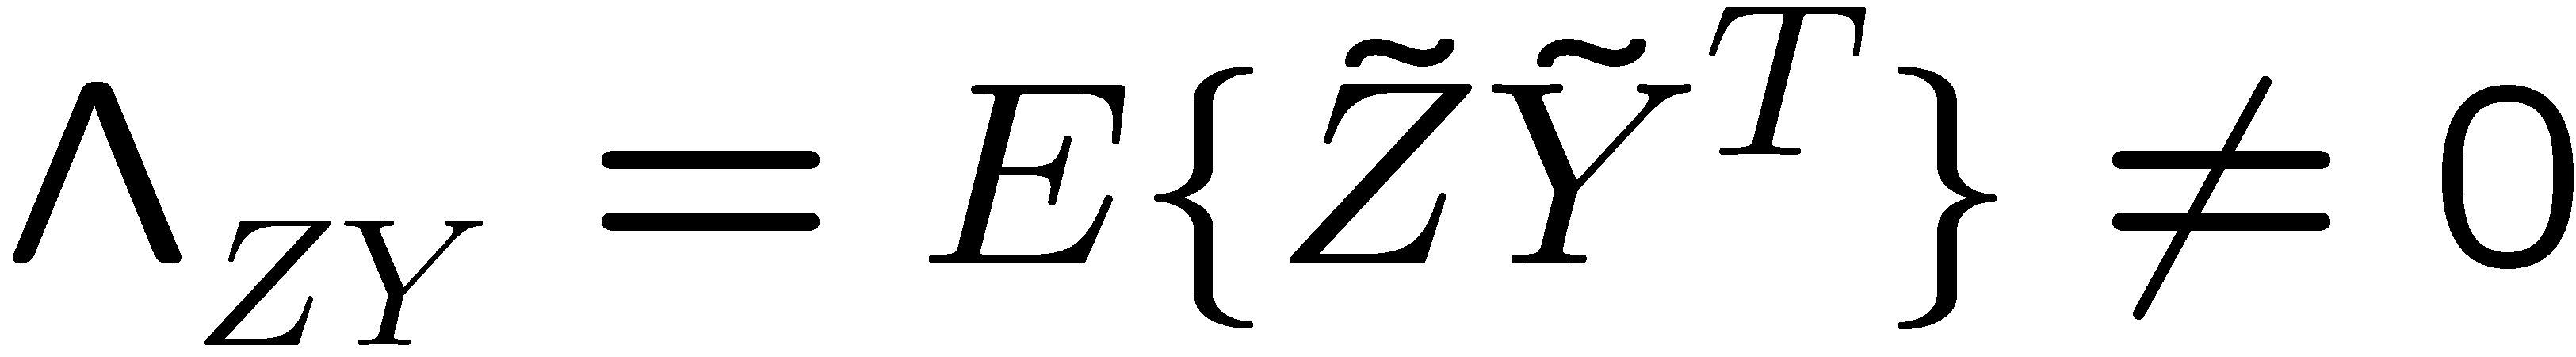 Λ_{ZY} = E{Z̃Ỹ^T} ≠ 0